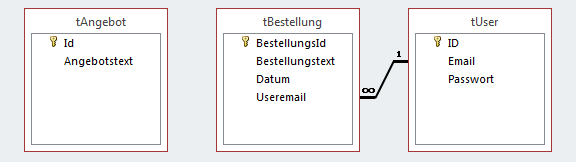 tAngebot
Id
Angebotstext
tBestellung
BestellungsId
Bestellungstext
Datum
Useremail
∞
1
tUser
ID
Email
Passwort